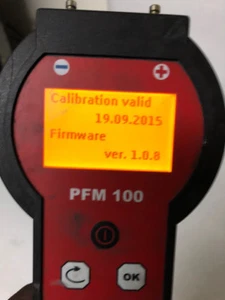 Calibration valid
19.09.2015
Firmware
ver. 1.0.8
PFM 100
OK